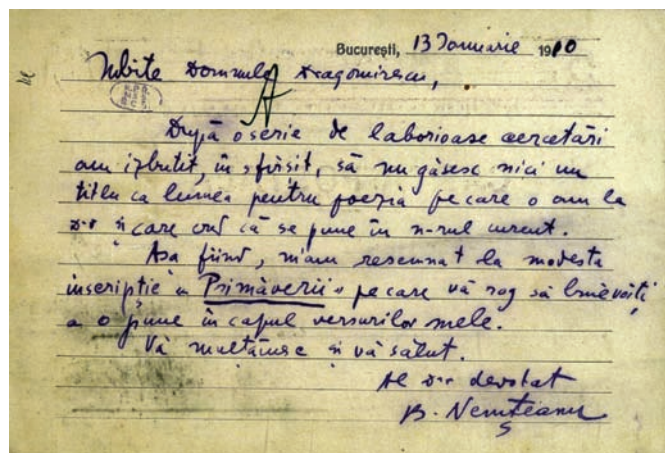 București, 13 Ianuarie 1910
Iubite Domnule Dragomirescu,
După o serie de laborioase cercetări
am izbutit, în sfîrșit, să nu găsesc nici un
titlu ca lumea pentru poezia pe care o am la
d-v și care cred că se pune în n-rul curent.
Așa fiind, m'am resemnat la modesta
inscripție „Primăverii" pe care vă rog să binevoiți
a o pune în capul versurilor mele.
Vă mulțămesc și vă salut.
Al d-v devotat
B. Nemțeanu